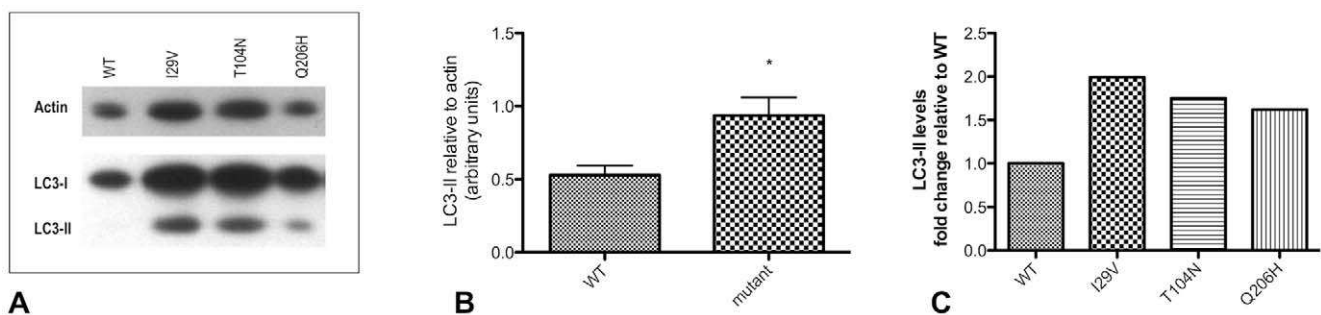 WT
I29V
T104N
Q206H
Actin
LC3-I
LC3-II
A
LC3-II relative to actin
(arbitrary units)
1.5
1.0
0.5
0.0
*
WT
mutant
B
LC3-II levels
fold change relative to WT
2.5
2.0
1.5
1.0
0.5
0.0
WT
I29V
T104N
Q206H
C